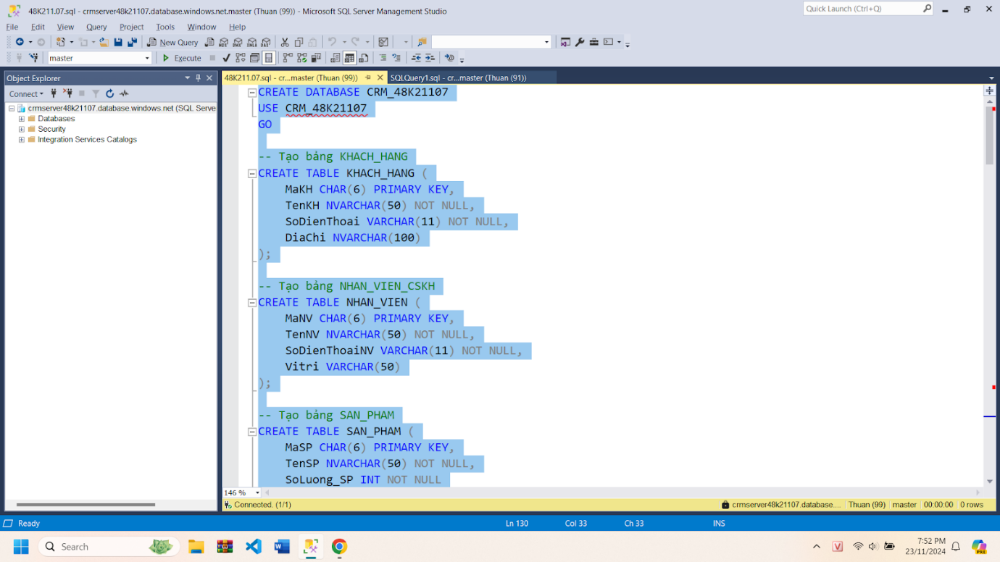 48K211.07.sql - crmserver48k21107.database.windows.net.master (Thuan (99)) - Microsoft SQL Server Management Studio
Quick Launch (Ctrl+Q)
File Edit View Query Project Tools Window Help
New Query
master
Execute
Object Explorer
48K211.07.sql - cr...master (Thuan (99))
SQLQuery1.sql - cr...master (Thuan (91))
Connect
crmserver48k21107.database.windows.net (SQL Serve
Databases
Security
Integration Services Catalogs
CREATE DATABASE CRM_48K21107
USE CRM_48K21107
GO
-- Tạo bảng KHACH_HANG
CREATE TABLE KHACH_HANG (
MaKH CHAR(6) PRIMARY KEY,
TenKH NVARCHAR(50) NOT NULL,
SoDienThoai VARCHAR(11) NOT NULL,
DiaChi NVARCHAR(100)
);
-- Tạo bảng NHAN_VIEN_CSKH
CREATE TABLE NHAN_VIEN (
MaNV CHAR(6) PRIMARY KEY,
TenNV NVARCHAR(50) NOT NULL,
SoDienThoaiNV VARCHAR(11) NOT NULL,
Vitri VARCHAR(50)
);
-- Tạo bảng SAN_PHAM
CREATE TABLE SAN_PHAM (
MaSP CHAR(6) PRIMARY KEY,
TenSP NVARCHAR(50) NOT NULL,
SoLuong_SP INT NOT NULL
146 %
Connected. (1/1)
crmserver48k21107.database.... Thuan (99) master 00:00:00 0 rows
Ready
Ln 130
Col 33
Ch 33
INS
Search
7:52 PM
23/11/2024